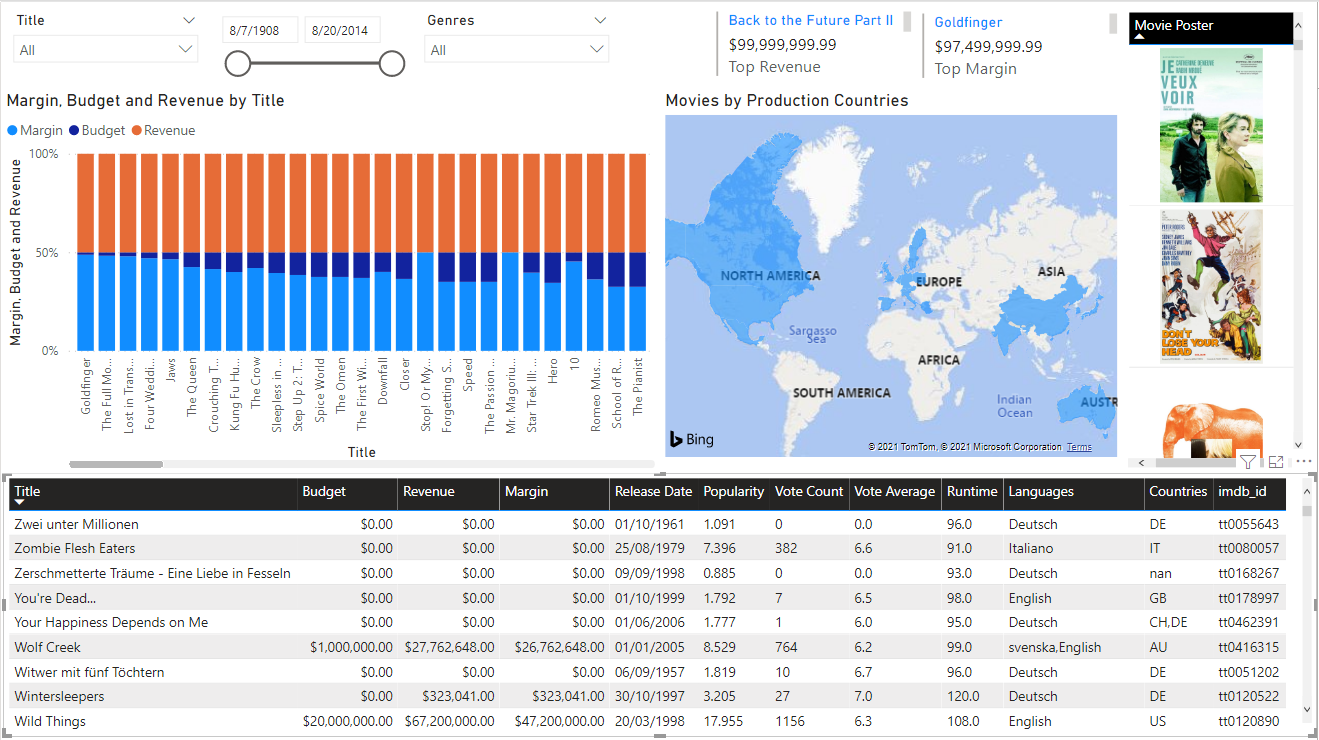 Title
All
8/7/1908
8/20/2014
Genres
All
Back to the Future Part II
$99,999,999.99
Top Revenue
Goldfinger
$97,499,999.99
Top Margin
Movie Poster
JE
VEUX
VOIR
DON'T
LOSE YOUR
HEAD
Margin, Budget and Revenue by Title
Margin Budget Revenue
Margin, Budget and Revenue
100%
50%
0%
Goldfinger
The Full Mo...
Lost in Trans...
Four Weddi...
Jaws
The Queen
Crouching T...
Kung Fu Hu...
The Crow
Sleepless in...
Step Up 2: T...
Spice World
The Omen
The First Wi...
Downfall
Closer
Stop! Or My...
Forgetting S...
Speed
The Passion ...
Mr. Magoriu...
Star Trek III: ...
Hero
10
Romeo Mus...
School of R...
The Pianist
Title
Movies by Production Countries
NORTH AMERICA
EUROPE
ASIA
Sargasso
Sea
AFRICA
SOUTH AMERICA
Indian
Ocean
AUSTR
Bing
© 2021 TomTom, © 2021 Microsoft Corporation Terms
Title Budget Revenue Margin Release Date Popularity Vote Count Vote Average Runtime Languages Countries imdb_id
Zwei unter Millionen $0.00 $0.00 $0.00 01/10/1961 1.091 0 0.0 96.0 Deutsch DE tt0055643
Zombie Flesh Eaters $0.00 $0.00 $0.00 25/08/1979 7.396 382 6.6 91.0 Italiano IT tt0080057
Zerschmetterte Träume - Eine Liebe in Fesseln $0.00 $0.00 $0.00 09/09/1998 0.885 0 0.0 93.0 Deutsch nan tt0168267
You're Dead... $0.00 $0.00 $0.00 01/10/1999 1.792 7 6.5 98.0 English GB tt0178997
Your Happiness Depends on Me $0.00 $0.00 $0.00 01/06/2006 1.777 1 6.0 95.0 Deutsch CH,DE tt0462391
Wolf Creek $1,000,000.00 $27,762,648.00 $26,762,648.00 01/01/2005 8.529 764 6.2 99.0 svenska,English AU tt0416315
Witwer mit fünf Töchtern $0.00 $0.00 $0.00 06/09/1957 1.819 10 6.7 96.0 Deutsch DE tt0051202
Wintersleepers $0.00 $323,041.00 $323,041.00 30/10/1997 3.205 27 7.0 120.0 Deutsch DE tt0120522
Wild Things $20,000,000.00 $67,200,000.00 $47,200,000.00 20/03/1998 17.955 1156 6.3 108.0 English US tt0120890